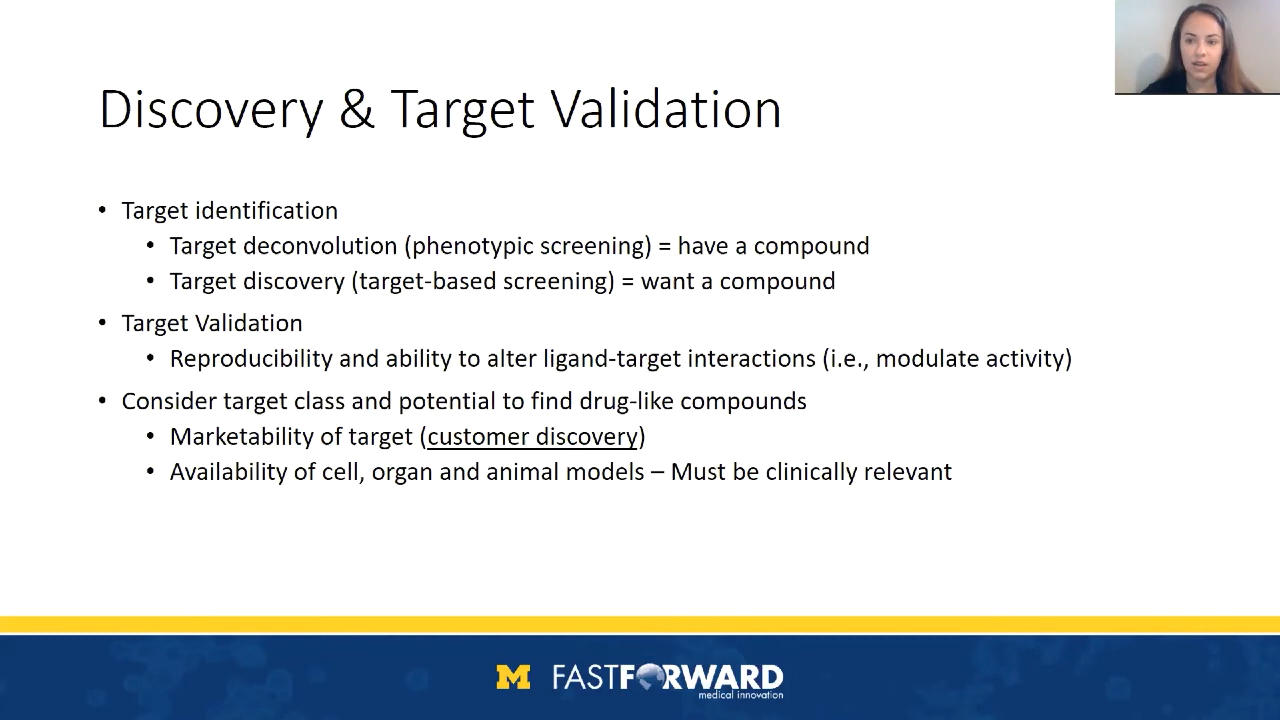 Discovery & Target Validation
• Target identification
• Target deconvolution (phenotypic screening) = have a compound
• Target discovery (target-based screening) = want a compound
• Target Validation
• Reproducibility and ability to alter ligand-target interactions (i.e., modulate activity)
• Consider target class and potential to find drug-like compounds
• Marketability of target (customer discovery)
• Availability of cell, organ and animal models – Must be clinically relevant
M FASTFORWARD
medical innovation